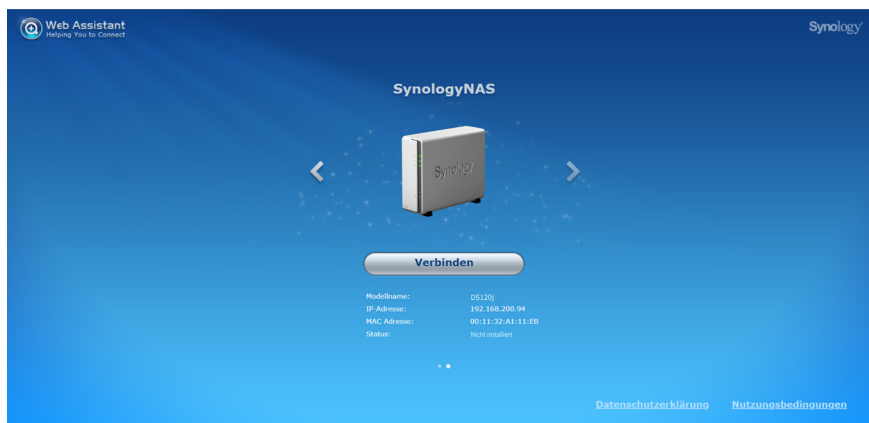 Web Assistant
Helping You to Connect
Synology
SynologyNAS
Synology
Verbinden
Modellname: DS120j
IP-Adresse: 192.168.200.94
MAC Adresse: 00:11:32:A1:11:EB
Status: Nicht installiert
Datenschutzerklärung Nutzungsbedingungen